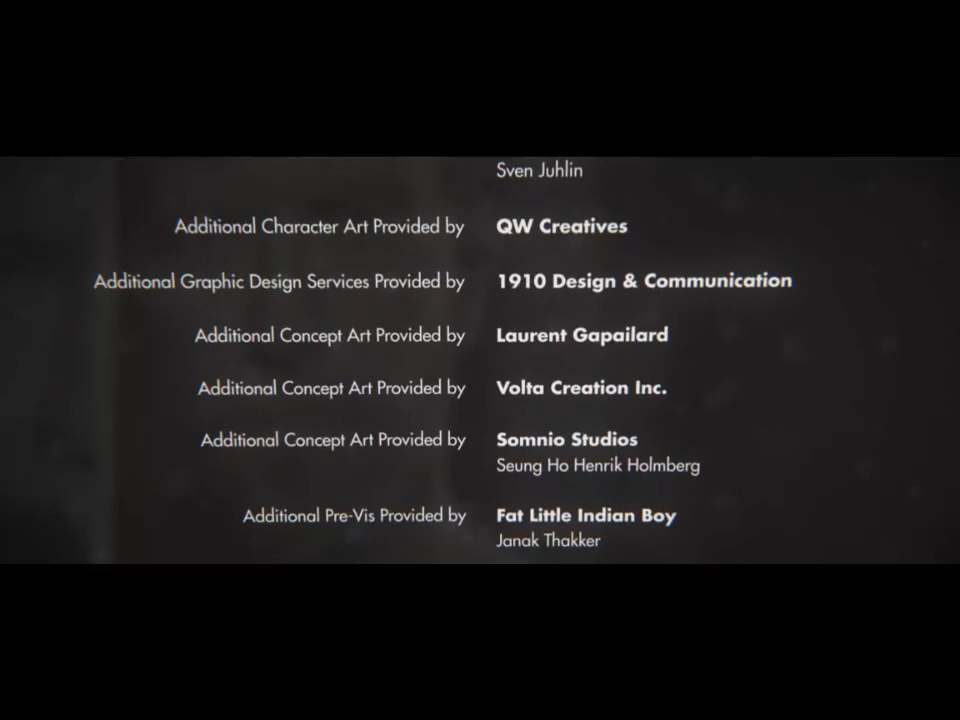 Sven Juhlin
Additional Character Art Provided by QW Creatives
Additional Graphic Design Services Provided by 1910 Design & Communication
Additional Concept Art Provided by Laurent Gapailard
Additional Concept Art Provided by Volta Creation Inc.
Additional Concept Art Provided by Somnio Studios
Seung Ho Henrik Holmberg
Additional Pre-Vis Provided by Fat Little Indian Boy
Janak Thakker